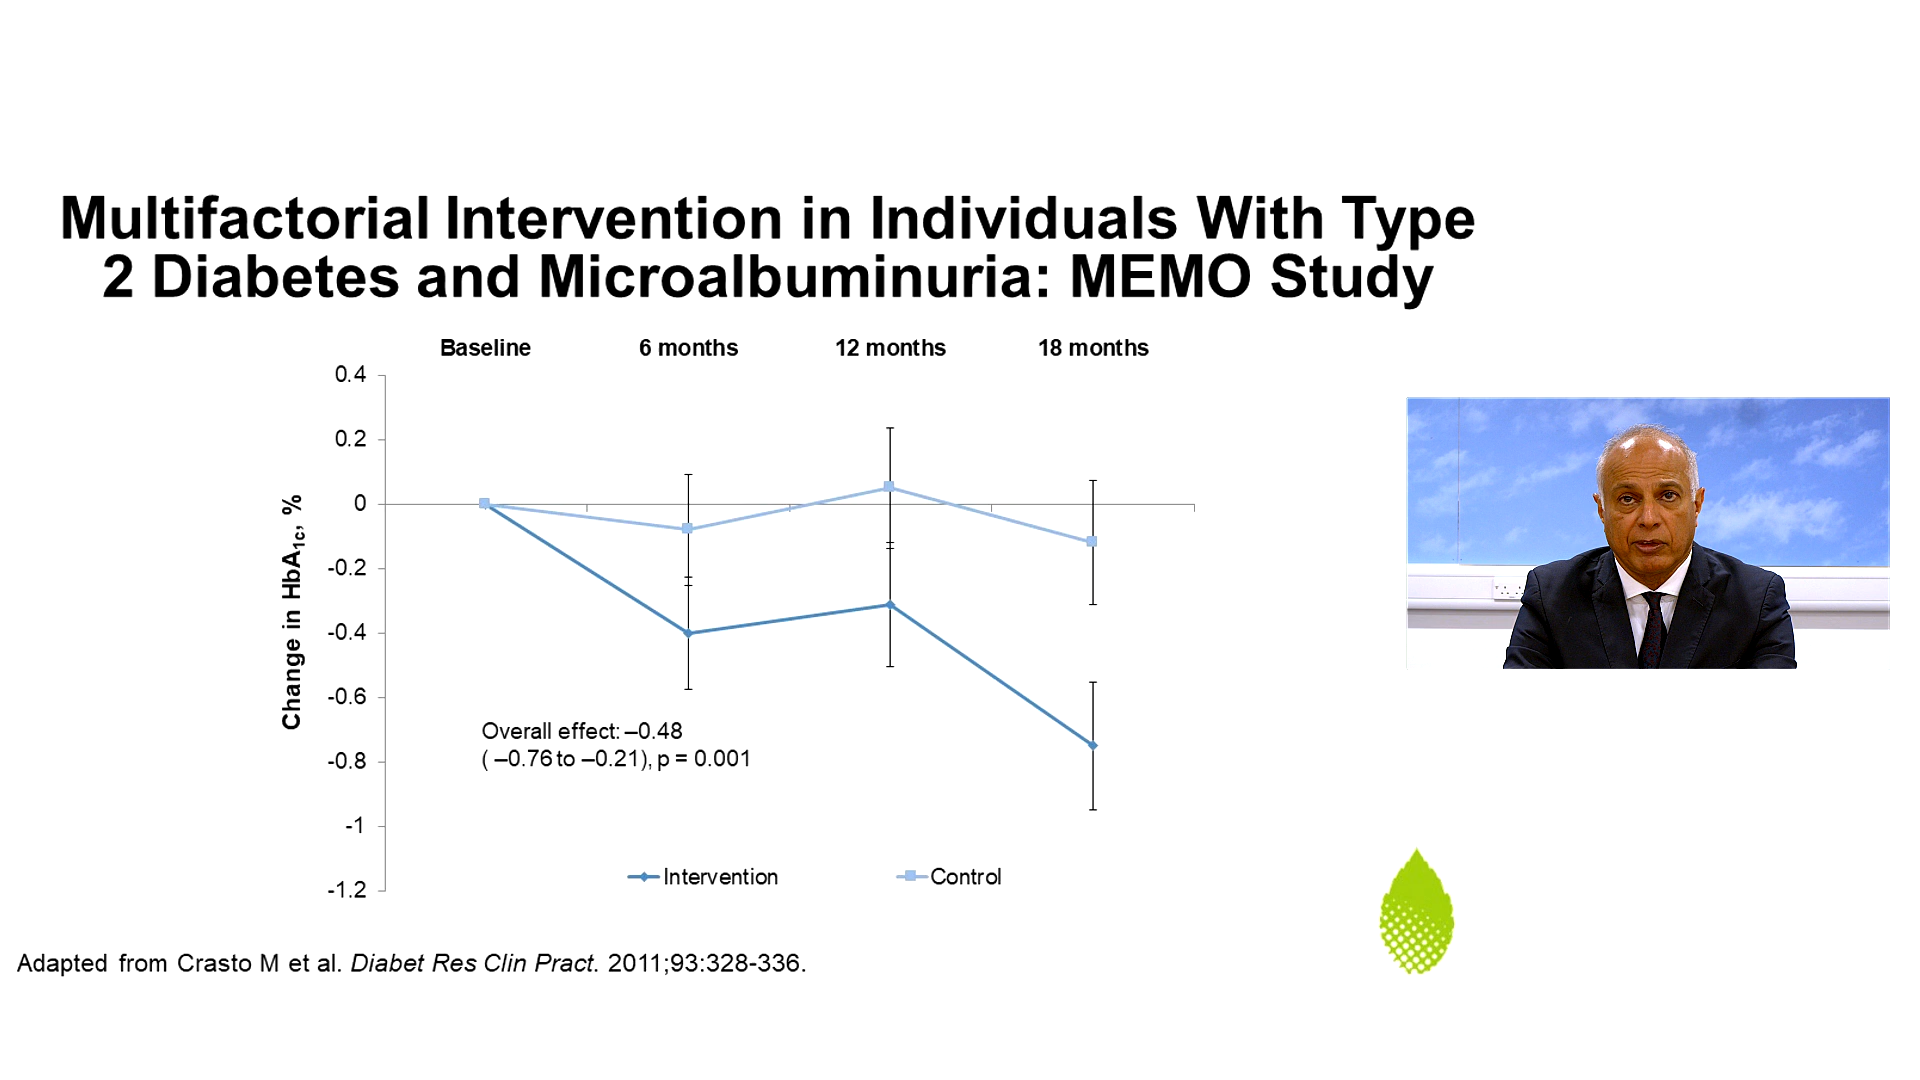 Multifactorial Intervention in Individuals With Type
2 Diabetes and Microalbuminuria: MEMO Study
Baseline 6 months 12 months 18 months
0.4
0.2
0
-0.2
-0.4
-0.6
-0.8
-1
-1.2
Change in HbA1c, %
Overall effect: –0.48
( –0.76 to –0.21), p = 0.001
Intervention Control
Adapted from Crasto M et al. Diabet Res Clin Pract. 2011;93:328-336.